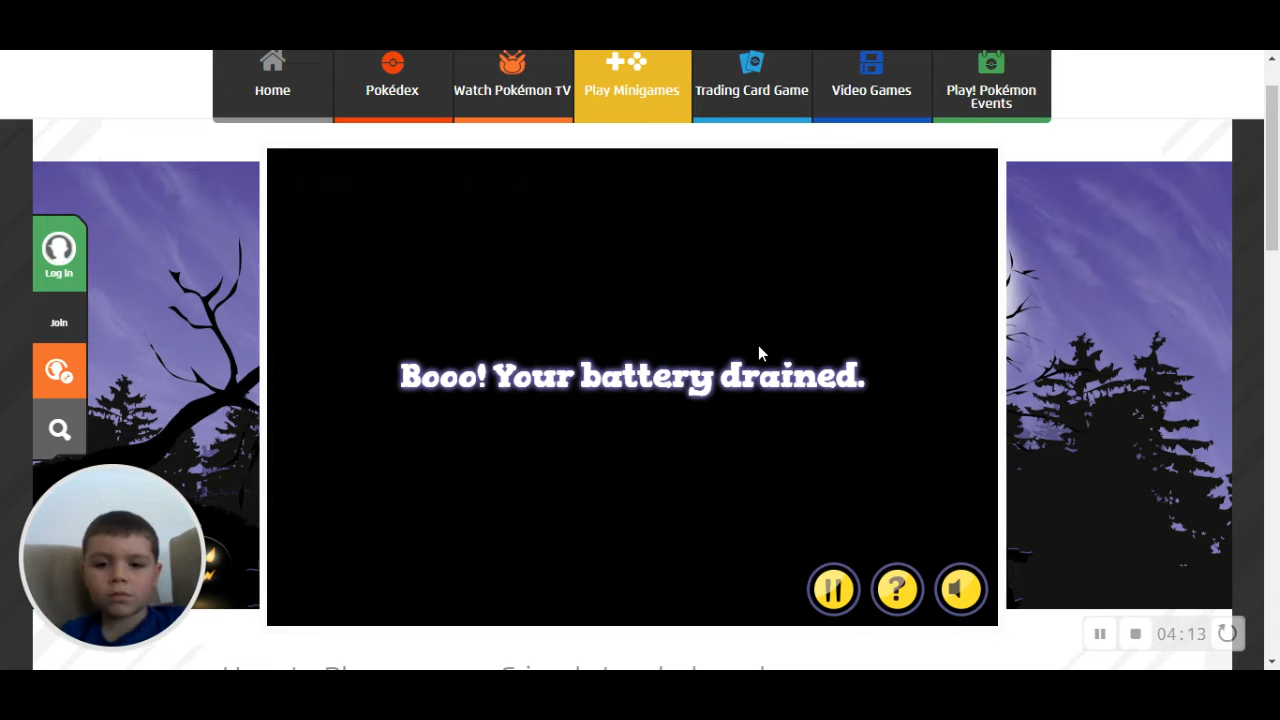 Home
Pokédex
Watch Pokémon TV
Play Minigames
Trading Card Game
Video Games
Play! Pokémon
Events
Log in
Join
Booo! Your battery drained.
?
04:13